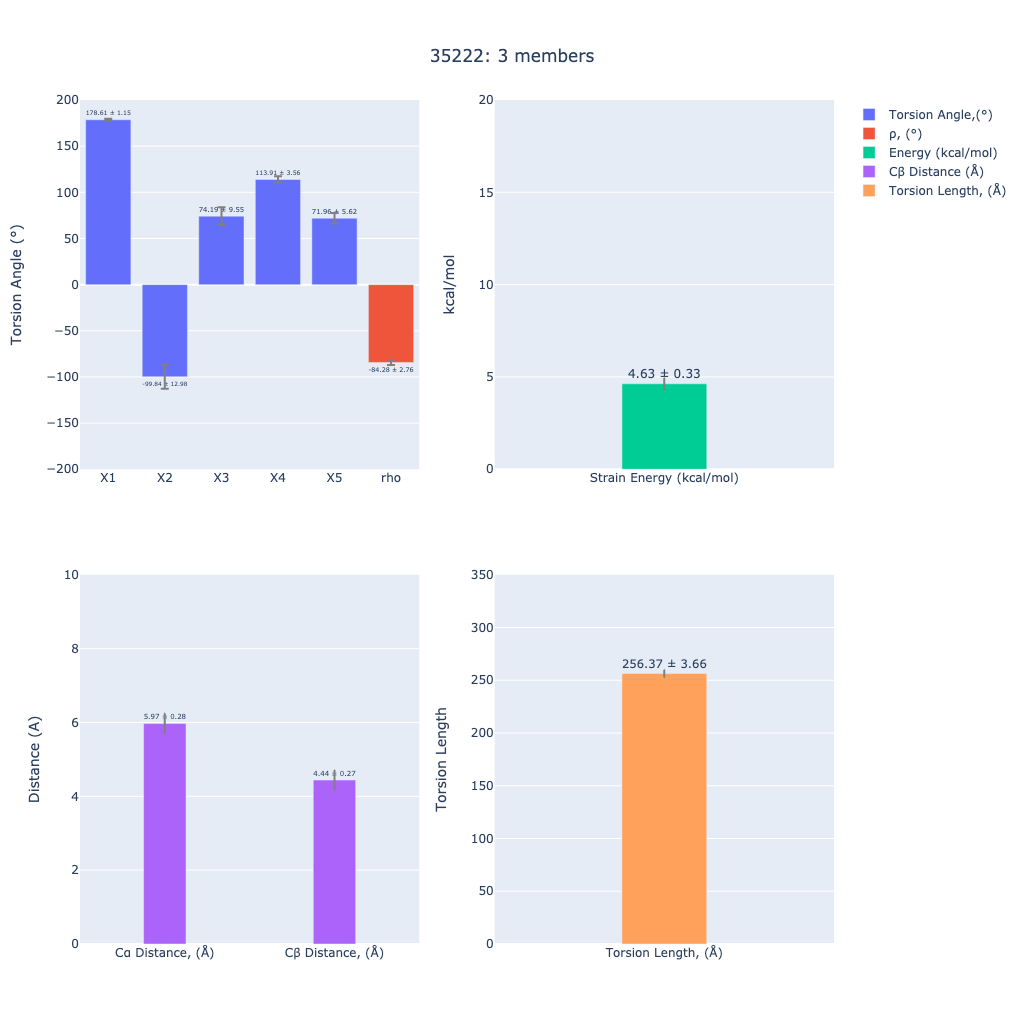 35222: 3 members
Torsion Angle (°)
200
150
100
50
0
−50
−100
−150
−200
178.61 ± 1.15
-99.84 ± 12.98
74.19 ± 9.55
113.91 ± 3.56
71.96 ± 5.62
-84.28 ± 2.76
X1 X2 X3 X4 X5 rho
kcal/mol
20
15
10
5
0
4.63 ± 0.33
Strain Energy (kcal/mol)
Torsion Angle,(°)
ρ, (°)
Energy (kcal/mol)
Cβ Distance (Å)
Torsion Length, (Å)
Distance (A)
10
8
6
4
2
0
5.97 ± 0.28
4.44 ± 0.27
Cα Distance, (Å) Cβ Distance, (Å)
Torsion Length
350
300
250
200
150
100
50
0
256.37 ± 3.66
Torsion Length, (Å)